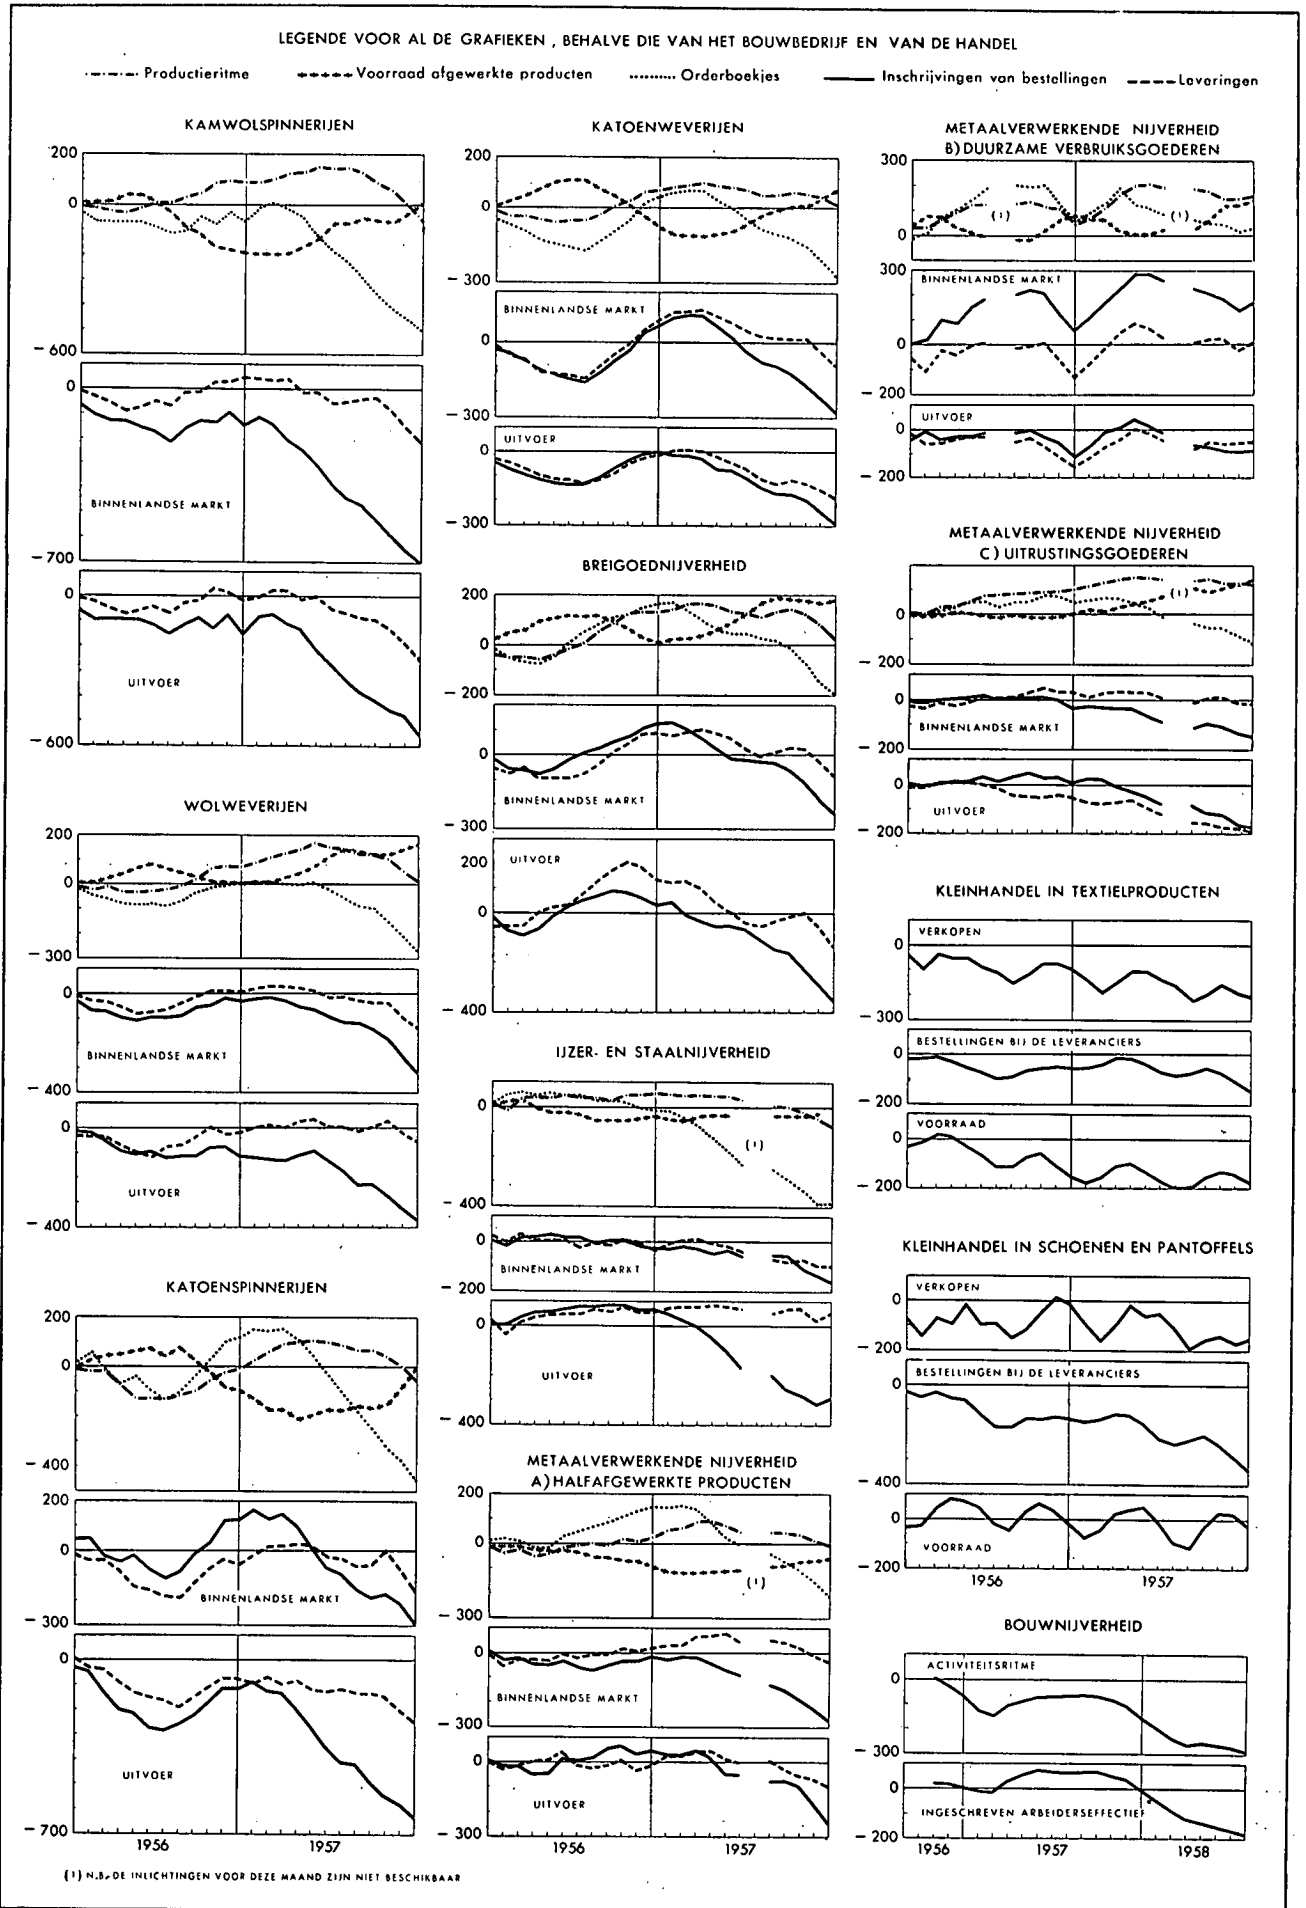 LEGENDE VOOR AL DE GRAFIEKEN , BEHALVE DIE VAN HET BOUWBEDRIJF EN VAN DE HANDEL
Productieritme Voorraad afgewerkte producten Orderboekjes Inschrijvingen van bestellingen Leveringen
KAMWOLSPINNERIJEN
200
0
– 600
0
BINNENLANDSE MARKT
– 700
0
UITVOER
– 600
WOLWEVERIJEN
200
0
– 300
0
BINNENLANDSE MARKT
– 400
0
UITVOER
– 400
KATOENSPINNERIJEN
200
0
– 400
200
0
BINNENLANDSE MARKT
– 300
0
UITVOER
– 700
1956 1957
KATOENWEVERIJEN
200
0
– 300
BINNENLANDSE MARKT
0
– 300
UITVOER
0
– 300
BREIGOEDNIJVERHEID
200
0
– 200
0
BINNENLANDSE MARKT
– 300
UITVOER
200
0
– 400
IJZER- EN STAALNIJVERHEID
0
(1)
– 400
0
BINNENLANDSE MARKT
– 200
0
UITVOER
– 400
METAALVERWERKENDE NIJVERHEID
A) HALFAFGEWERKTE PRODUCTEN
200
0
(1)
– 300
0
BINNENLANDSE MARKT
– 300
0
UITVOER
– 300
1956 1957
METAALVERWERKENDE NIJVERHEID
B) DUURZAME VERBRUIKSGOEDEREN
300
(1) (1)
0
300
BINNENLANDSE MARKT
0
– 200
UITVOER
0
– 200
METAALVERWERKENDE NIJVERHEID
C) UITRUSTINGSGOEDEREN
(1)
0
– 200
0
BINNENLANDSE MARKT
– 200
0
UITVOER
– 200
KLEINHANDEL IN TEXTIELPRODUCTEN
VERKOPEN
0
– 300
BESTELLINGEN BIJ DE LEVERANCIERS
0
– 200
VOORRAAD
0
– 200
KLEINHANDEL IN SCHOENEN EN PANTOFFELS
VERKOPEN
0
– 200
BESTELLINGEN BIJ DE LEVERANCIERS
0
– 400
0
VOORRAAD
– 200
1956 1957
BOUWNIJVERHEID
ACTIVITEITSRITME
0
– 300
0
INGESCHREVEN ARBEIDERSEFFECTIEF
– 200
1956 1957 1958
(1) N.B. DE INLICHTINGEN VOOR DEZE MAAND ZIJN NIET BESCHIKBAAR